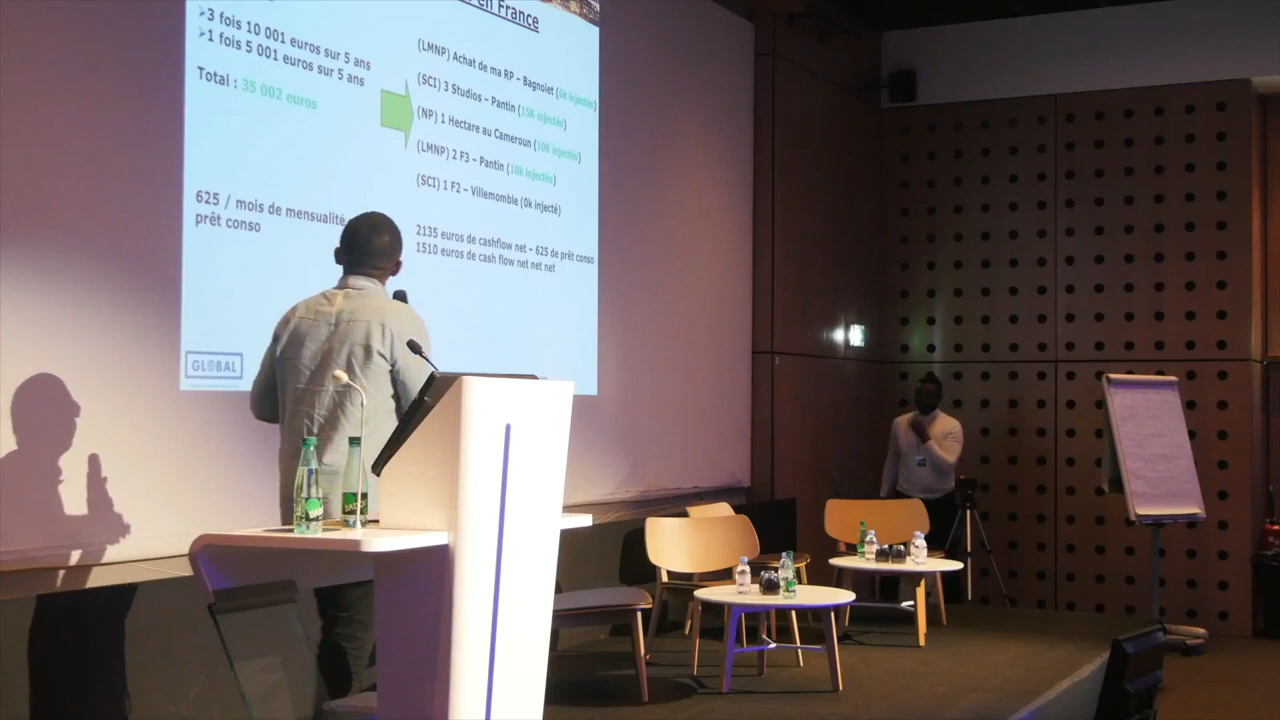 en France
➢3 fois 10 001 euros sur 5 ans
➢1 fois 5 001 euros sur 5 ans
Total : 35 002 euros
625 / mois de mensualité
prêt conso
(LMNP) Achat de ma RP – Bagnolet (5k injectés)
(SCI) 3 Studios – Pantin (15K injectés)
(NP) 1 Hectare au Cameroun (10K injectés)
(LMNP) 2 F3 – Pantin (10k injectés)
(SCI) 1 F2 – Villemomble (0k injecté)
2135 euros de cashflow net – 625 de prêt conso
1510 euros de cash flow net net net
GLOBAL